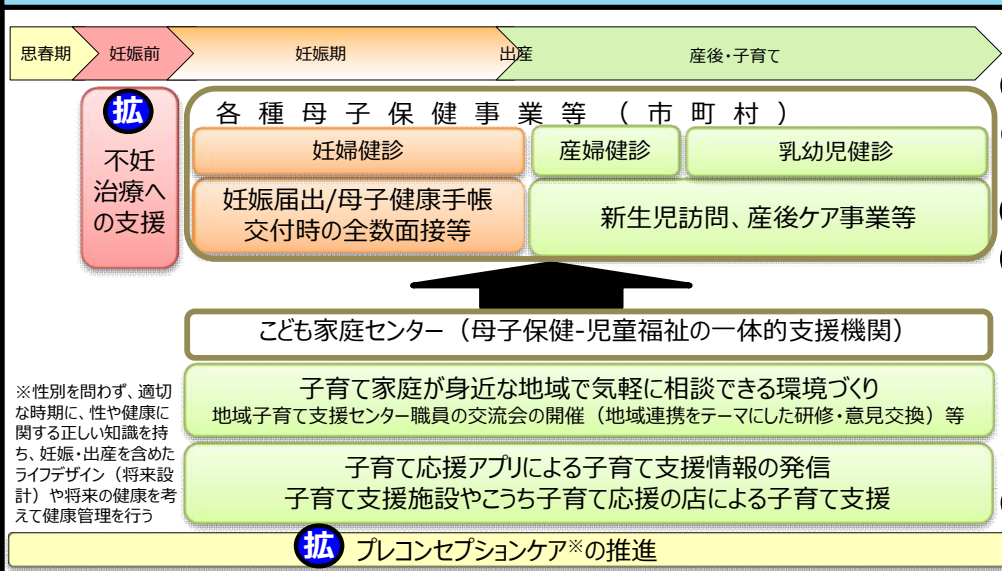 思春期
妊娠前
妊娠期
出産
産後・子育て
拡
不妊
治療へ
の支援
各種母子保健事業等(市町村)
妊婦健診
産婦健診
乳幼児健診
妊娠届出/母子健康手帳
交付時の全数面接等
新生児訪問、産後ケア事業等
こども家庭センター(母子保健-児童福祉の一体的支援機関)
子育て家庭が身近な地域で気軽に相談できる環境づくり
地域子育て支援センター職員の交流会の開催(地域連携をテーマにした研修・意見交換)等
子育て応援アプリによる子育て支援情報の発信
子育て支援施設やこうち子育て応援の店による子育て支援
※性別を問わず、適切
な時期に、性や健康に
関する正しい知識を持
ち、妊娠・出産を含めた
ライフデザイン(将来設
計)や将来の健康を考
えて健康管理を行う
拡 プレコンセプションケア※の推進